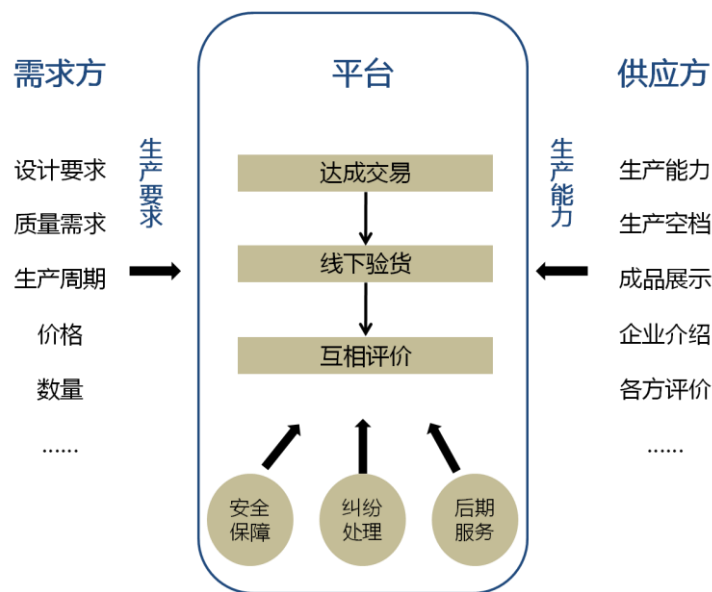 需求方
设计要求
质量需求
生产周期
价格
数量
……
生产要求
平台
达成交易
线下验货
互相评价
安全
保障
纠纷
处理
后期
服务
生产能力
供应方
生产能力
生产空档
成品展示
企业介绍
各方评价
……